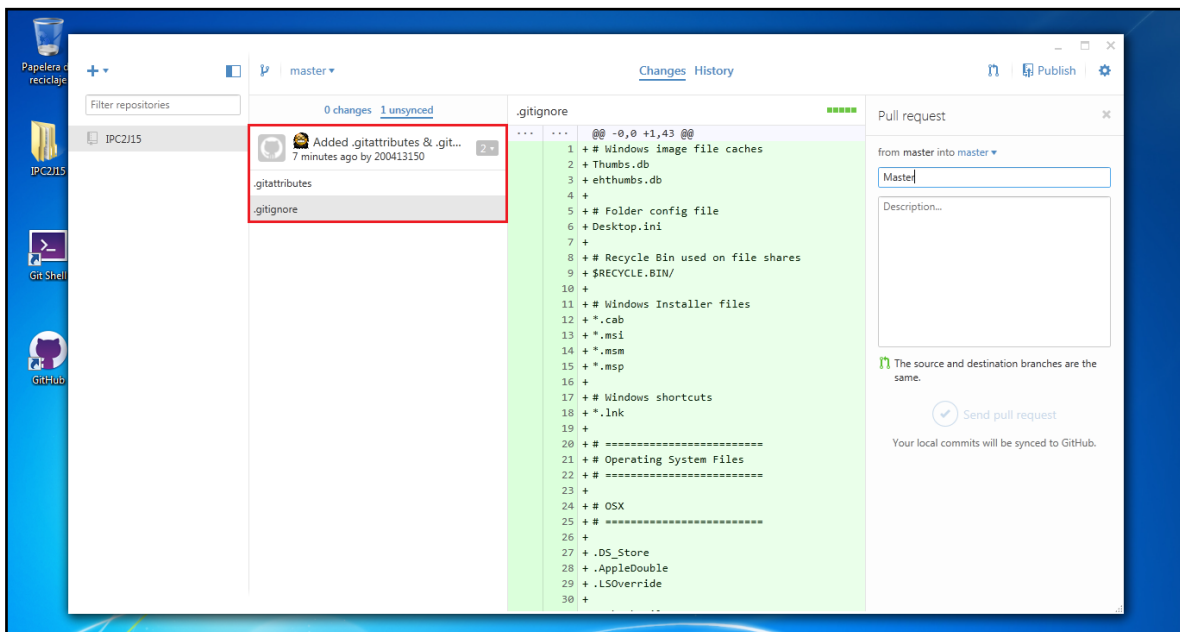 Papelera d
reciclaje
IPC2J15
Git Shell
GitHub
master
Changes History
Publish
Filter repositories
IPC2J15
0 changes 1 unsynced
Added .gitattributes & .git...
7 minutes ago by 200413150
2
.gitattributes
.gitignore
.gitignore
... ... @@ -0,0 +1,43 @@
1 + # Windows image file caches
2 + Thumbs.db
3 + ehthumbs.db
4 +
5 + # Folder config file
6 + Desktop.ini
7 +
8 + # Recycle Bin used on file shares
9 + $RECYCLE.BIN/
10 +
11 + # Windows Installer files
12 + *.cab
13 + *.msi
14 + *.msm
15 + *.msp
16 +
17 + # Windows shortcuts
18 + *.lnk
19 +
20 + # =========================
21 + # Operating System Files
22 + # =========================
23 +
24 + # OSX
25 + # =========================
26 +
27 + .DS_Store
28 + .AppleDouble
29 + .LSOverride
30 +
Pull request
from master into master
Master
Description...
The source and destination branches are the
same.
Send pull request
Your local commits will be synced to GitHub.